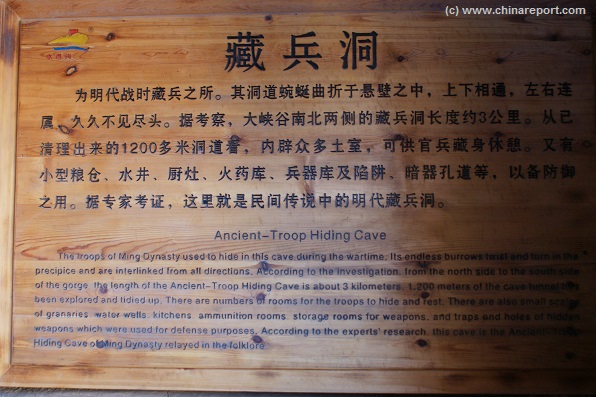 (c) www.chinareport.com
藏兵洞
为明代战时藏兵之所。其洞道蜿蜒曲折于悬壁之中，上下相通，左右连
属，久久不见尽头。据考察，大峡谷南北两侧的藏兵洞长度约3公里。从已
清理出来的1200多米洞道看，内辟众多土室，可供官兵藏身休憩。又有
小型粮仓、水井、厨灶、火药库、兵器库及陷阱、暗器孔道等，以备防御
之用。据专家考证，这里就是民间传说中的明代藏兵洞。
Ancient-Troop Hiding Cave
The troops of Ming Dynasty used to hide in this cave during the wartime. Its endless burrows twist and turn in the
precipice and are interlinked from all directions. According to the investigation, from the north side to the south side
of the gorge, the length of the Ancient-Troop Hiding Cave is about 3 kilometers. 1,200 meters of the cave tunnel has
been explored and tidied up. There are numbers of rooms for the troops to hide and rest. There are also small scale
of granaries, water wells, kitchens, ammunition rooms, storage rooms for weapons, and traps and holes of hidden
weapons which were used for defense purposes. According to the experts' research, this cave is the Ancient-Troop
Hiding Cave of Ming Dynasty relayed in the folklore.